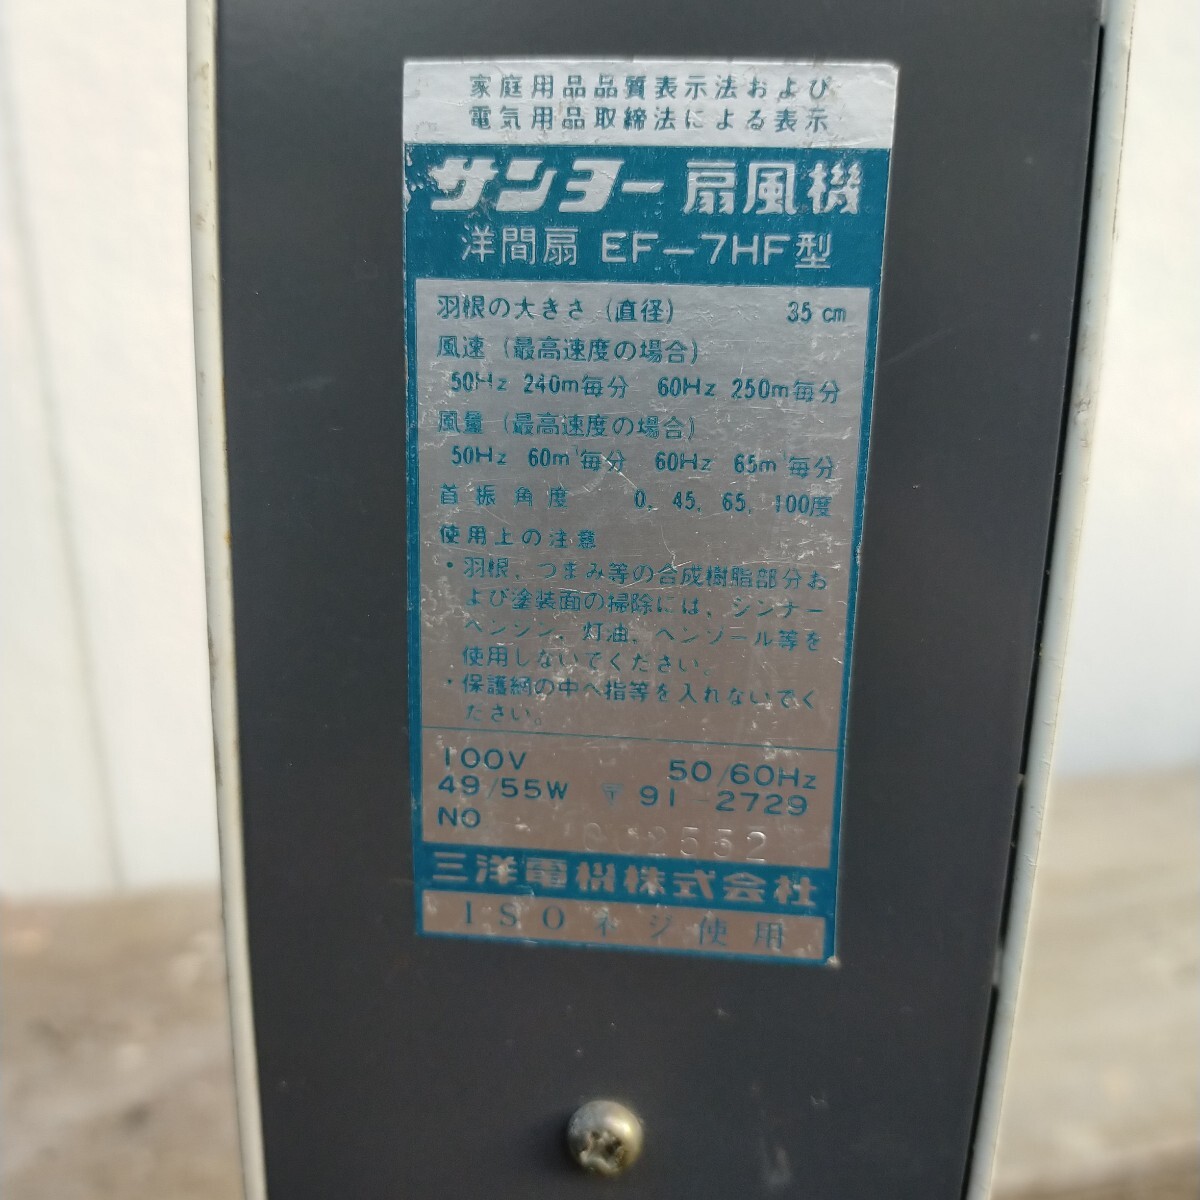 家庭用品品質表示法および
電気用品取締法による表示
サンヨー 扇風機
洋間扇 EF-7HF型
羽根の大きさ (直径) 35cm
風速 (最高速度の場合)
50Hz 240m毎分 60Hz 250m毎分
風量 (最高速度の場合)
50Hz 60m³毎分 60Hz 65m³毎分
首振角度 0, 45, 65, 100度
使用上の注意
・羽根、つまみ等の合成樹脂部分お
よび塗装面の掃除には、シンナー
ベンジン、灯油、ベンゾール等を
使用しないでください。
・保護網の中へ指等を入れないでく
ださい。
100V 50/60Hz
49/55W 〒91-2729
NO
三洋電機株式会社
ISOネジ使用